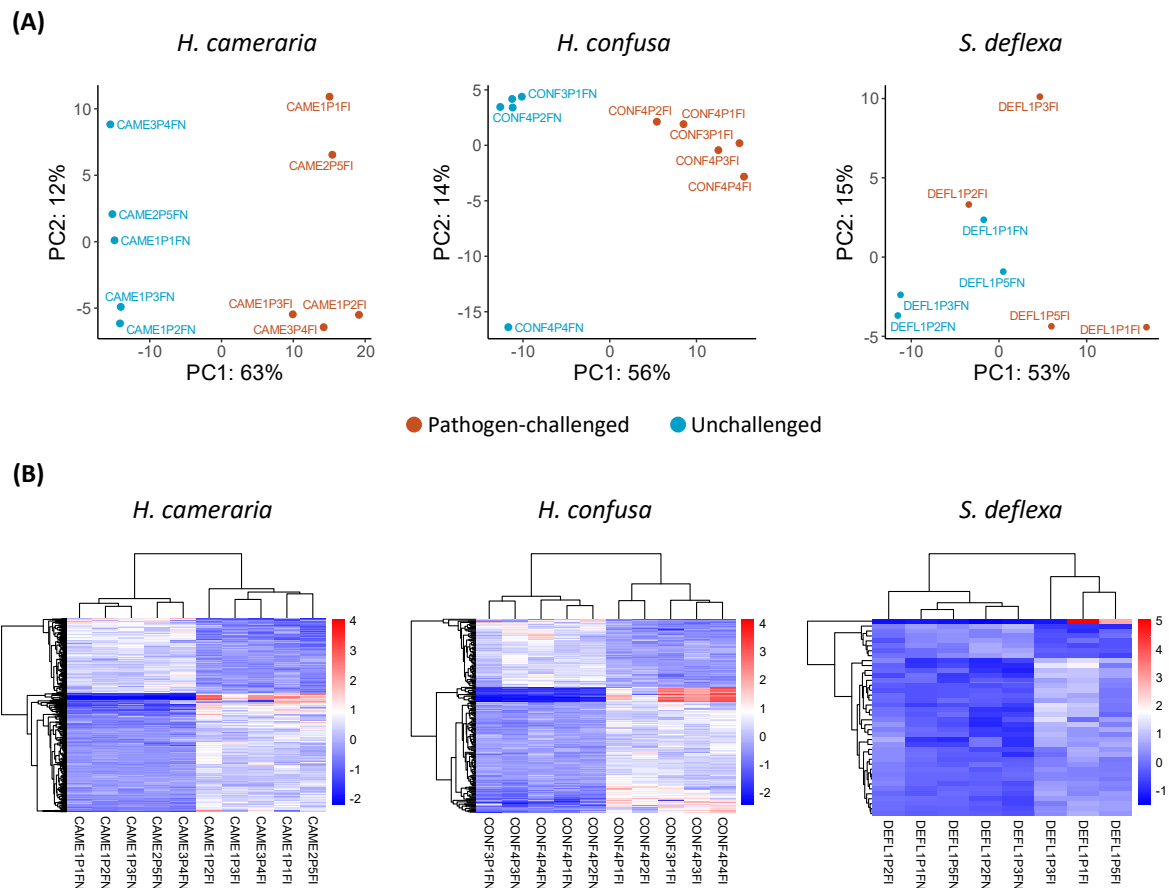 (A)
H. cameraria
H. confusa
S. deflexa
PC2: 12%
10
5
0
-5
CAME1P1FI
CAME3P4FN
CAME2P5FI
CAME2P5FN
CAME1P1FN
CAME1P3FN
CAME1P3FI
CAME1P2FI
CAME1P2FN
CAME3P4FI
-10
0
10
20
PC1: 63%
PC2: 14%
5
0
-5
-10
-15
CONF3P1FN
CONF4P2FN
CONF4P2FI
CONF4P1FI
CONF3P1FI
CONF4P3FI
CONF4P4FI
CONF4P4FN
-10
0
10
PC1: 56%
PC2: 15%
10
5
0
-5
DEFL1P3FI
DEFL1P2FI
DEFL1P1FN
DEFL1P5FN
DEFL1P3FN
DEFL1P2FN
DEFL1P5FI
DEFL1P1FI
-10
0
10
PC1: 53%
Pathogen-challenged
Unchallenged
(B)
H. cameraria
H. confusa
S. deflexa
4
3
2
1
0
-1
-2
CAME1P1FN
CAME1P2FN
CAME1P3FN
CAME2P5FN
CAME3P4FN
CAME1P2FI
CAME1P3FI
CAME3P4FI
CAME1P1FI
CAME2P5FI
4
3
2
1
0
-1
-2
CONF3P1FN
CONF4P3FN
CONF4P4FN
CONF4P1FN
CONF4P2FN
CONF4P1FI
CONF4P2FI
CONF3P1FI
CONF4P3FI
CONF4P4FI
5
4
3
2
1
0
-1
DEFL1P2FI
DEFL1P1FN
DEFL1P5FN
DEFL1P2FN
DEFL1P3FN
DEFL1P3FI
DEFL1P1FI
DEFL1P5FI